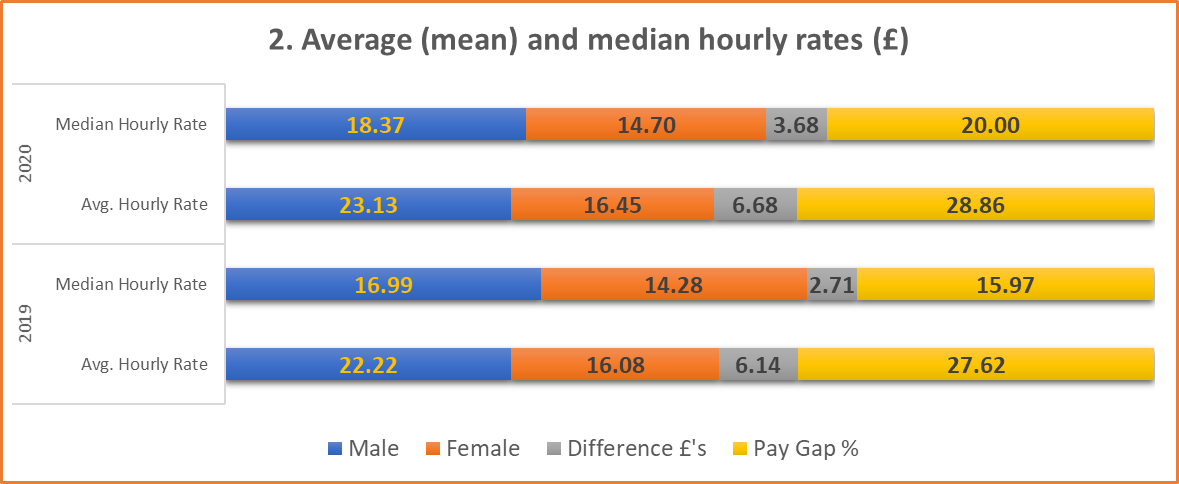 2. Average (mean) and median hourly rates (£)
2020
Median Hourly Rate 18.37 14.70 3.68 20.00
Avg. Hourly Rate 23.13 16.45 6.68 28.86
2019
Median Hourly Rate 16.99 14.28 2.71 15.97
Avg. Hourly Rate 22.22 16.08 6.14 27.62
Male Female Difference £'s Pay Gap %